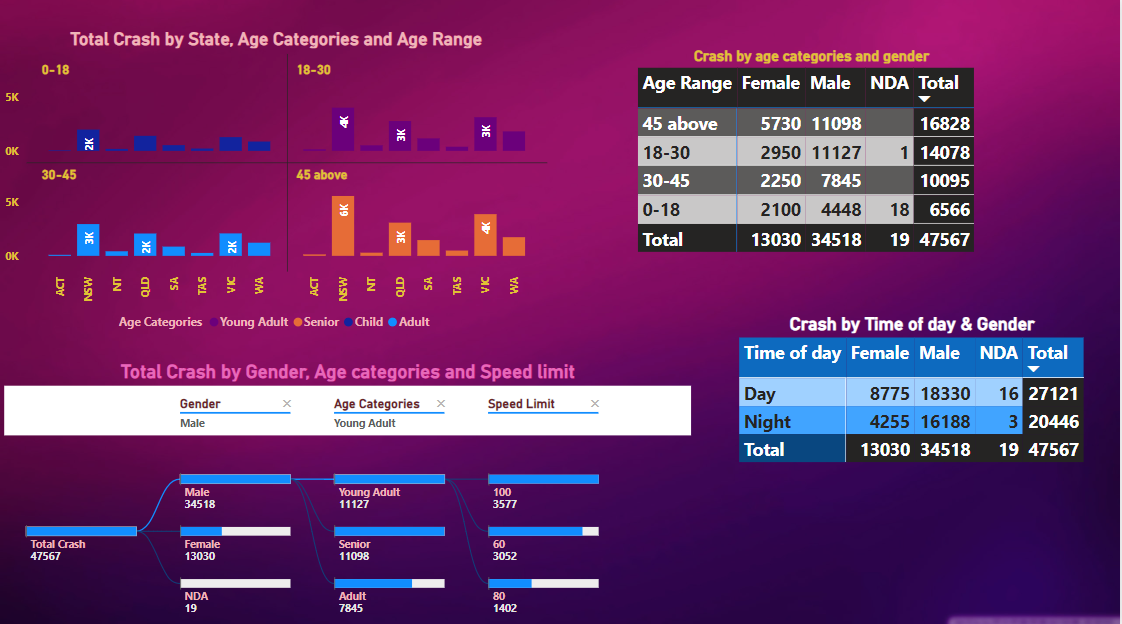 Total Crash by State, Age Categories and Age Range
0-18
18-30
5K
0K
2K
4K
3K
3K
30-45
45 above
5K
0K
3K
2K
2K
6K
3K
4K
ACT NSW NT QLD SA TAS VIC WA
ACT NSW NT QLD SA TAS VIC WA
Age Categories Young Adult Senior Child Adult
Crash by age categories and gender
Age Range Female Male NDA Total
45 above 5730 11098 16828
18-30 2950 11127 1 14078
30-45 2250 7845 10095
0-18 2100 4448 18 6566
Total 13030 34518 19 47567
Crash by Time of day & Gender
Time of day Female Male NDA Total
Day 8775 18330 16 27121
Night 4255 16188 3 20446
Total 13030 34518 19 47567
Total Crash by Gender, Age categories and Speed limit
Gender Age Categories Speed Limit
Male Young Adult
Total Crash
47567
Male
34518
Female
13030
NDA
19
Young Adult
11127
Senior
11098
Adult
7845
100
3577
60
3052
80
1402